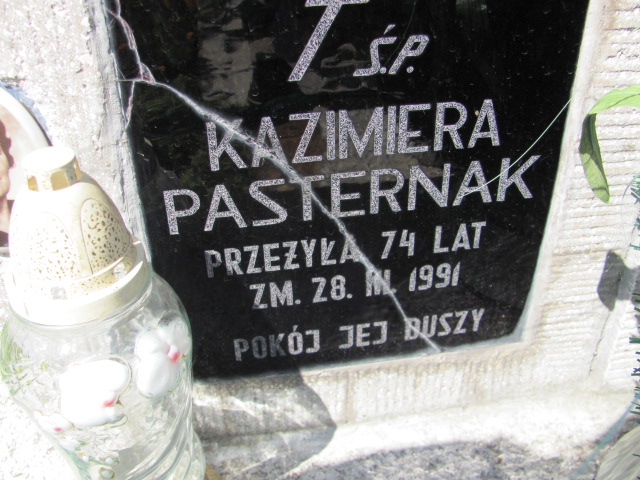 Ś.P.
KAZIMIERA
PASTERNAK
PRZEŻYŁA 74 LAT
ZM. 28. III. 1991
POKÓJ JEJ DUSZY